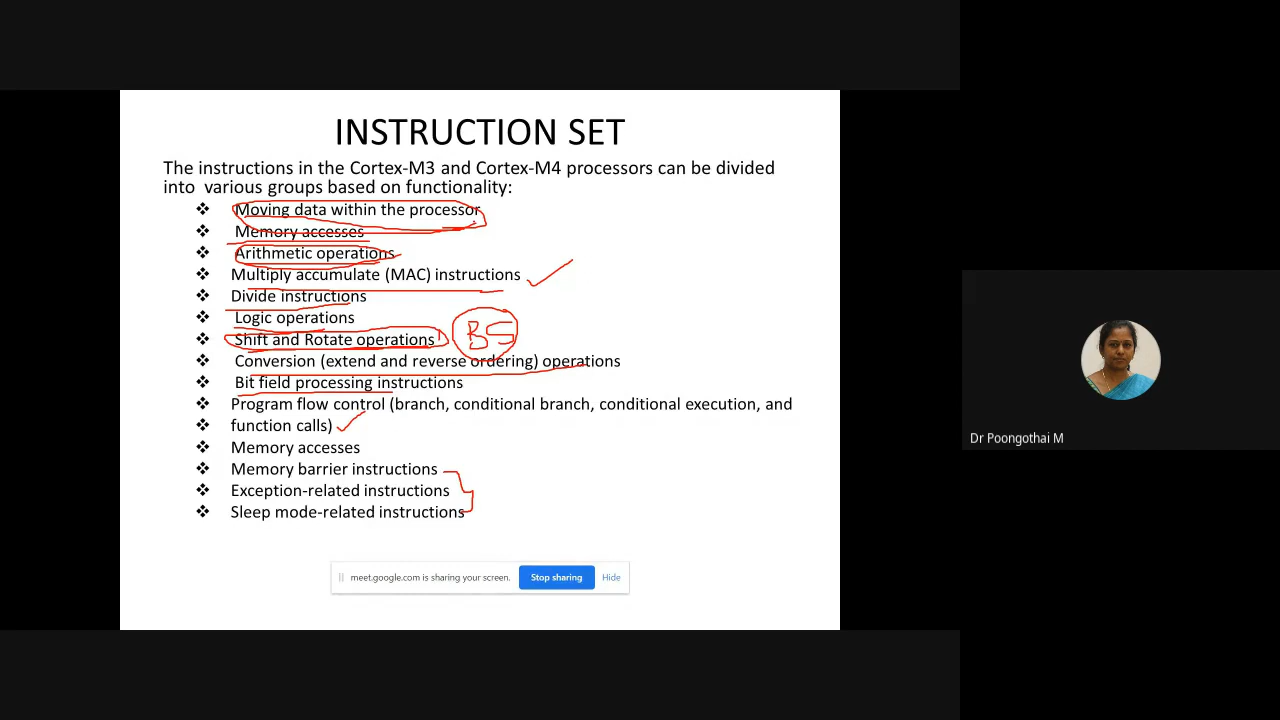 INSTRUCTION SET
The instructions in the Cortex-M3 and Cortex-M4 processors can be divided
into various groups based on functionality:
❖ Moving data within the processor
❖ Memory accesses
❖ Arithmetic operations
❖ Multiply accumulate (MAC) instructions
❖ Divide instructions
❖ Logic operations
❖ Shift and Rotate operations BS
❖ Conversion (extend and reverse ordering) operations
❖ Bit field processing instructions
❖ Program flow control (branch, conditional branch, conditional execution, and
❖ function calls)
❖ Memory accesses
❖ Memory barrier instructions
❖ Exception-related instructions
❖ Sleep mode-related instructions
meet.google.com is sharing your screen. Stop sharing Hide
Dr Poongothai M